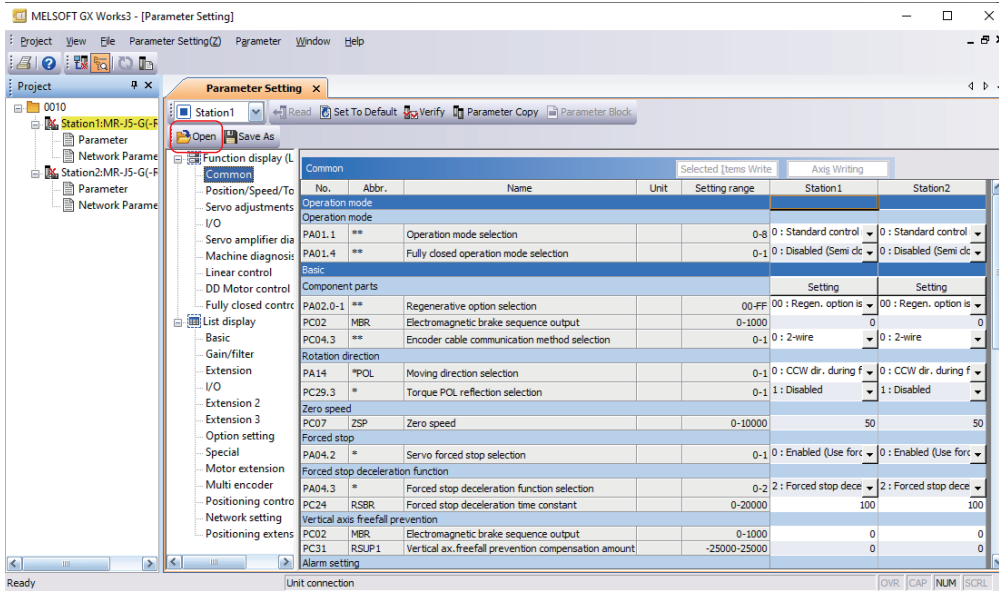 MELSOFT GX Works3 - [Parameter Setting]
Project View File Parameter Setting(Z) Parameter Window Help
Project
Parameter Setting
0010
Station1:MR-J5-G(-R
Parameter
Network Parame
Station2:MR-J5-G(-R
Parameter
Network Parame
Station1 Read Set To Default Verify Parameter Copy Parameter Block
Open Save As
Function display (L
Common
Position/Speed/To
Servo adjustments
I/O
Servo amplifier dia
Machine diagnosis
Linear control
DD Motor control
Fully closed contro
List display
Basic
Gain/filter
Extension
I/O
Extension 2
Extension 3
Option setting
Special
Motor extension
Multi encoder
Positioning contro
Network setting
Positioning extens
Common Selected Items Write Axis Writing
No. Abbr. Name Unit Setting range Station1 Station2
Operation mode
Operation mode
PA01.1 ** Operation mode selection 0-8 0 : Standard control 0 : Standard control
PA01.4 ** Fully closed operation mode selection 0-1 0 : Disabled (Semi clo 0 : Disabled (Semi clo
Basic
Component parts Setting Setting
PA02.0-1 ** Regenerative option selection 00-FF 00 : Regen. option is 00 : Regen. option is
PC02 MBR Electromagnetic brake sequence output 0-1000 0 0
PC04.3 ** Encoder cable communication method selection 0-1 0 : 2-wire 0 : 2-wire
Rotation direction
PA14 *POL Moving direction selection 0-1 0 : CCW dir. during f 0 : CCW dir. during f
PC29.3 * Torque POL reflection selection 0-1 1 : Disabled 1 : Disabled
Zero speed
PC07 ZSP Zero speed 0-10000 50 50
Forced stop
PA04.2 * Servo forced stop selection 0-1 0 : Enabled (Use forc 0 : Enabled (Use forc
Forced stop deceleration function
PA04.3 * Forced stop deceleration function selection 0-2 2 : Forced stop dece 2 : Forced stop dece
PC24 RSBR Forced stop deceleration time constant 0-20000 100 100
Vertical axis freefall prevention
PC02 MBR Electromagnetic brake sequence output 0-1000 0 0
PC31 RSUP1 Vertical ax.freefall prevention compensation amount -25000-25000 0 0
Alarm setting
Ready Unit connection OVR CAP NUM SCRL